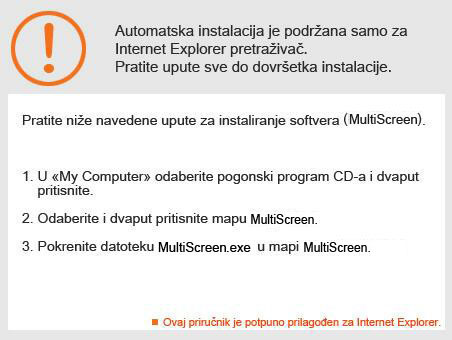 Automatska instalacija je podržana samo za
Internet Explorer pretraživač.
Pratite upute sve do dovršetka instalacije.
Pratite niže navedene upute za instaliranje softvera (MultiScreen).
1. U «My Computer» odaberite pogonski program CD-a i dvaput
pritisnite.
2. Odaberite i dvaput pritisnite mapu MultiScreen.
3. Pokrenite datoteku MultiScreen.exe u mapi MultiScreen.
Ovaj priručnik je potpuno prilagođen za Internet Explorer.